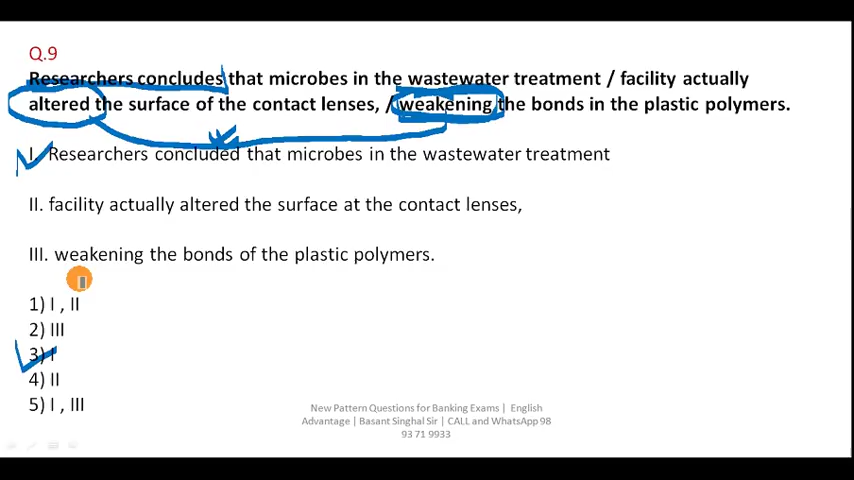 Q.9
Researchers concludes that microbes in the wastewater treatment / facility actually
altered the surface of the contact lenses, / weakening the bonds in the plastic polymers.
I. Researchers concluded that microbes in the wastewater treatment
II. facility actually altered the surface at the contact lenses,
III. weakening the bonds of the plastic polymers.
1) I , II
2) III
3) I
4) II
5) I , III
New Pattern Questions for Banking Exams | English
Advantage | Basant Singhal Sir | CALL and WhatsApp 98
93 71 9933